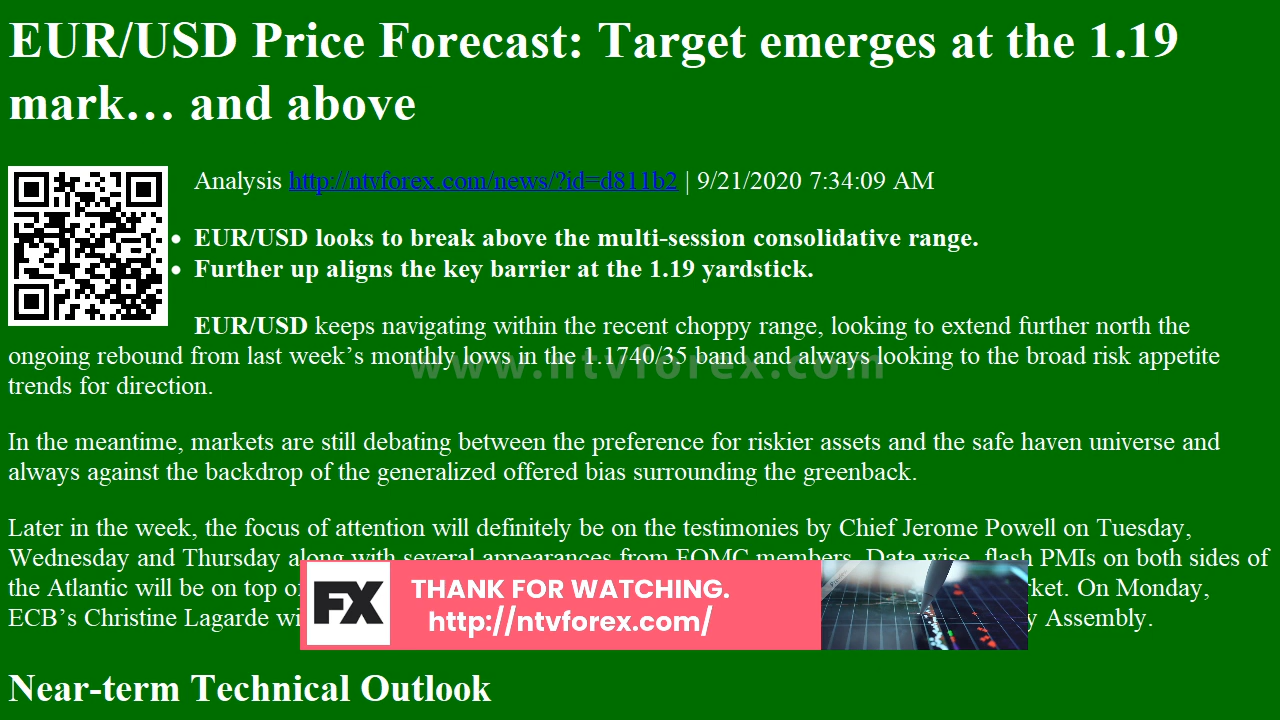 EUR/USD Price Forecast: Target emerges at the 1.19
mark… and above
Analysis http://ntvforex.com/news/?id=d811b2 | 9/21/2020 7:34:09 AM
• EUR/USD looks to break above the multi-session consolidative range.
• Further up aligns the key barrier at the 1.19 yardstick.
EUR/USD keeps navigating within the recent choppy range, looking to extend further north the
ongoing rebound from last week’s monthly lows in the 1.1740/35 band and always looking to the broad risk appetite
www.ntvforex.com
trends for direction.
In the meantime, markets are still debating between the preference for riskier assets and the safe haven universe and
always against the backdrop of the generalized offered bias surrounding the greenback.
Later in the week, the focus of attention will definitely be on the testimonies by Chief Jerome Powell on Tuesday,
Wednesday and Thursday along with several appearances from FOMC members. Data wise, flash PMIs on both sides of
the Atlantic will be on top of ket. On Monday,
ECB’s Christine Lagarde wi y Assembly.
FX
THANK FOR WATCHING.
http://ntvforex.com/
Near-term Technical Outlook